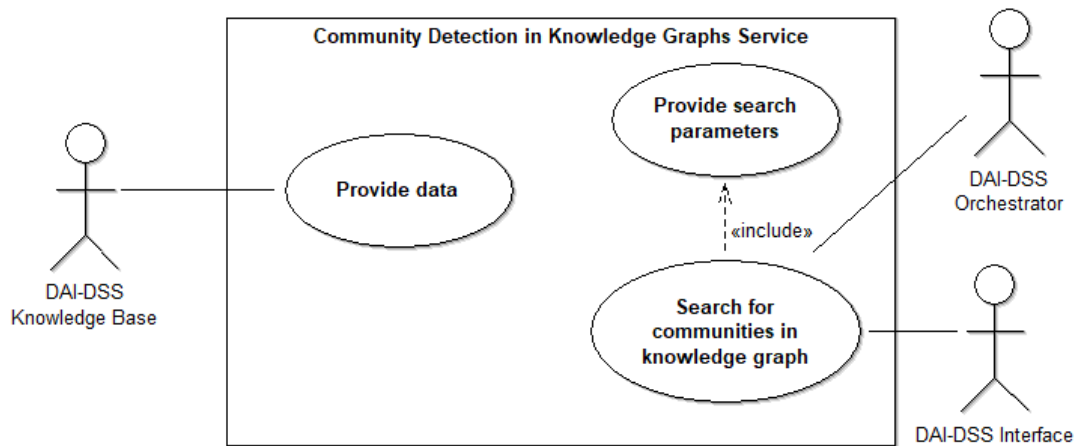 Community Detection in Knowledge Graphs Service
Provide search
parameters
Provide data
DAI-DSS
Orchestrator
«include»
DAI-DSS
Knowledge Base
Search for
communities in
knowledge graph
DAI-DSS Interface